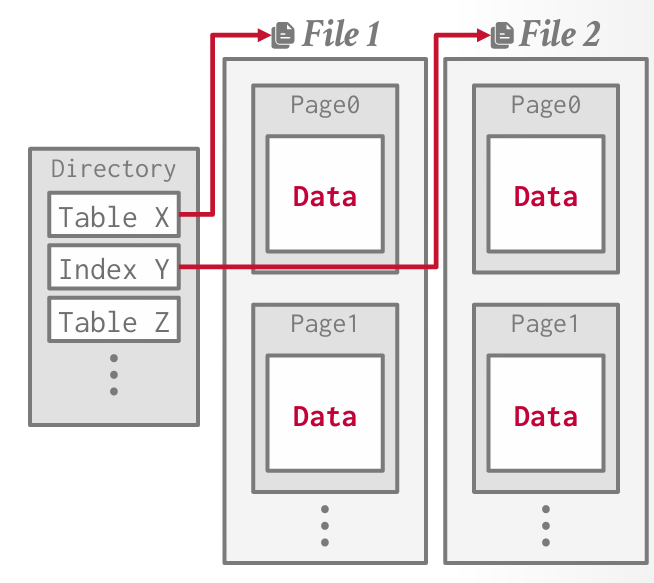 File 1
File 2
Directory
Table X
Index Y
Table Z
Page0
Data
Page1
Data
Page0
Data
Page1
Data